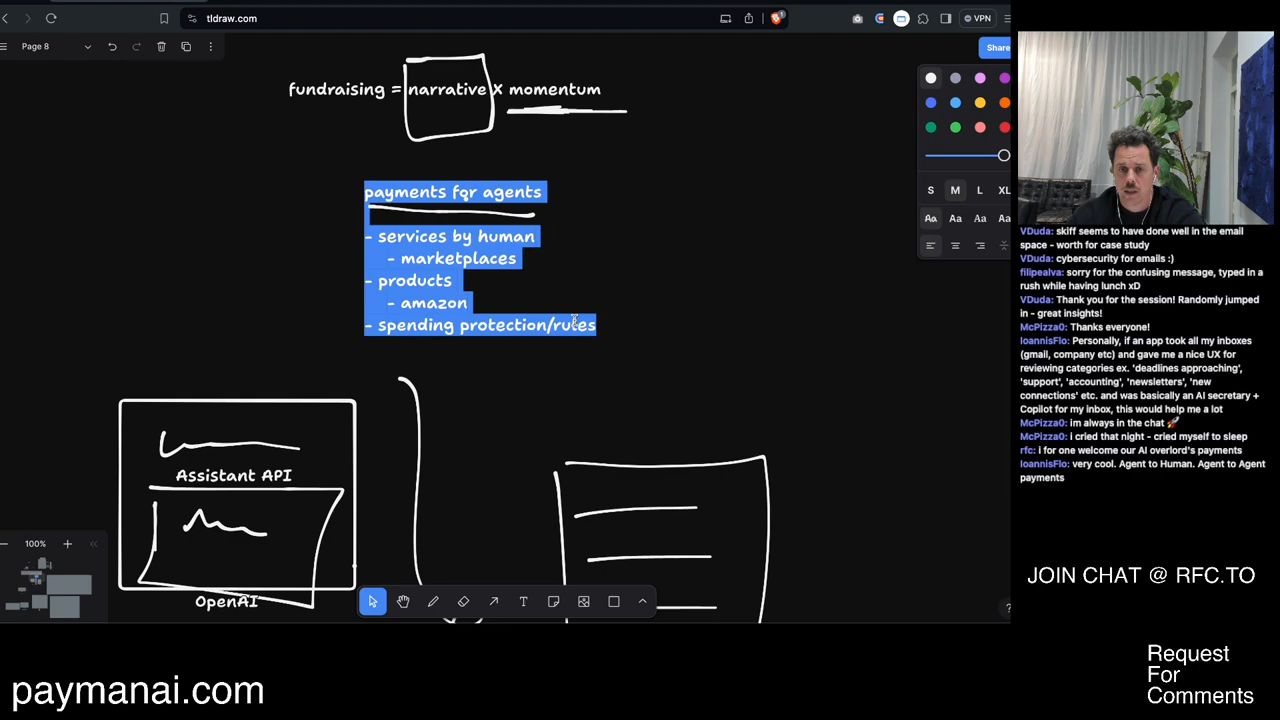 tldraw.com
VPN
Page 8
Share
fundraising = narrative x momentum
payments for agents
- services by human
- marketplaces
- products
- amazon
- spending protection/rules
S M L XL
Aa Aa Aa Aa
Assistant API
OpenAI
100%
?
VDuda: skiff seems to have done well in the email
space - worth for case study
VDuda: cybersecurity for emails :)
filipealva: sorry for the confusing message, typed in a
rush while having lunch xD
VDuda: Thank you for the session! Randomly jumped
in - great insights!
McPizza0: Thanks everyone!
IoannisFlo: Personally, if an app took all my inboxes
(gmail, company etc) and gave me a nice UX for
reviewing categories ex. 'deadlines approaching',
'support', 'accounting', 'newsletters', 'new
connections' etc. and was basically an AI secretary +
Copilot for my inbox, this would help me a lot
McPizza0: im always in the chat 🚀
McPizza0: i cried that night - cried myself to sleep
rfc: i for one welcome our AI overlord's payments
IoannisFlo: very cool. Agent to Human. Agent to Agent
payments
JOIN CHAT @ RFC.TO
Request
For
Comments
paymanai.com